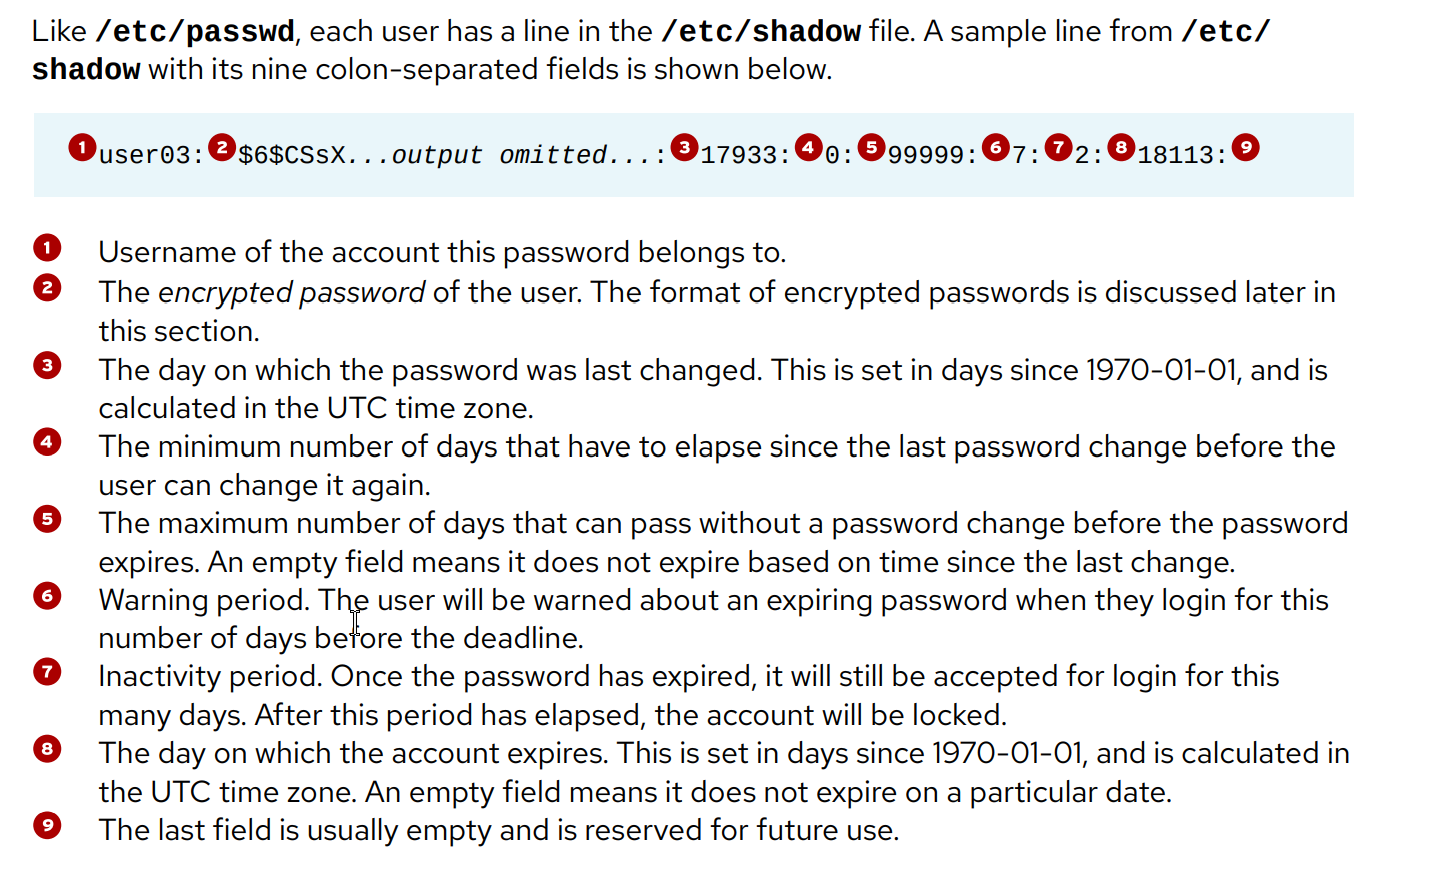 Like /etc/passwd, each user has a line in the /etc/shadow file. A sample line from /etc/
shadow with its nine colon-separated fields is shown below.
1user03:2$6$CSsX...output omitted...:317933:40:599999:67:72:818113:9
1 Username of the account this password belongs to.
2 The encrypted password of the user. The format of encrypted passwords is discussed later in
this section.
3 The day on which the password was last changed. This is set in days since 1970-01-01, and is
calculated in the UTC time zone.
4 The minimum number of days that have to elapse since the last password change before the
user can change it again.
5 The maximum number of days that can pass without a password change before the password
expires. An empty field means it does not expire based on time since the last change.
6 Warning period. The user will be warned about an expiring password when they login for this
number of days before the deadline.
7 Inactivity period. Once the password has expired, it will still be accepted for login for this
many days. After this period has elapsed, the account will be locked.
8 The day on which the account expires. This is set in days since 1970-01-01, and is calculated in
the UTC time zone. An empty field means it does not expire on a particular date.
9 The last field is usually empty and is reserved for future use.